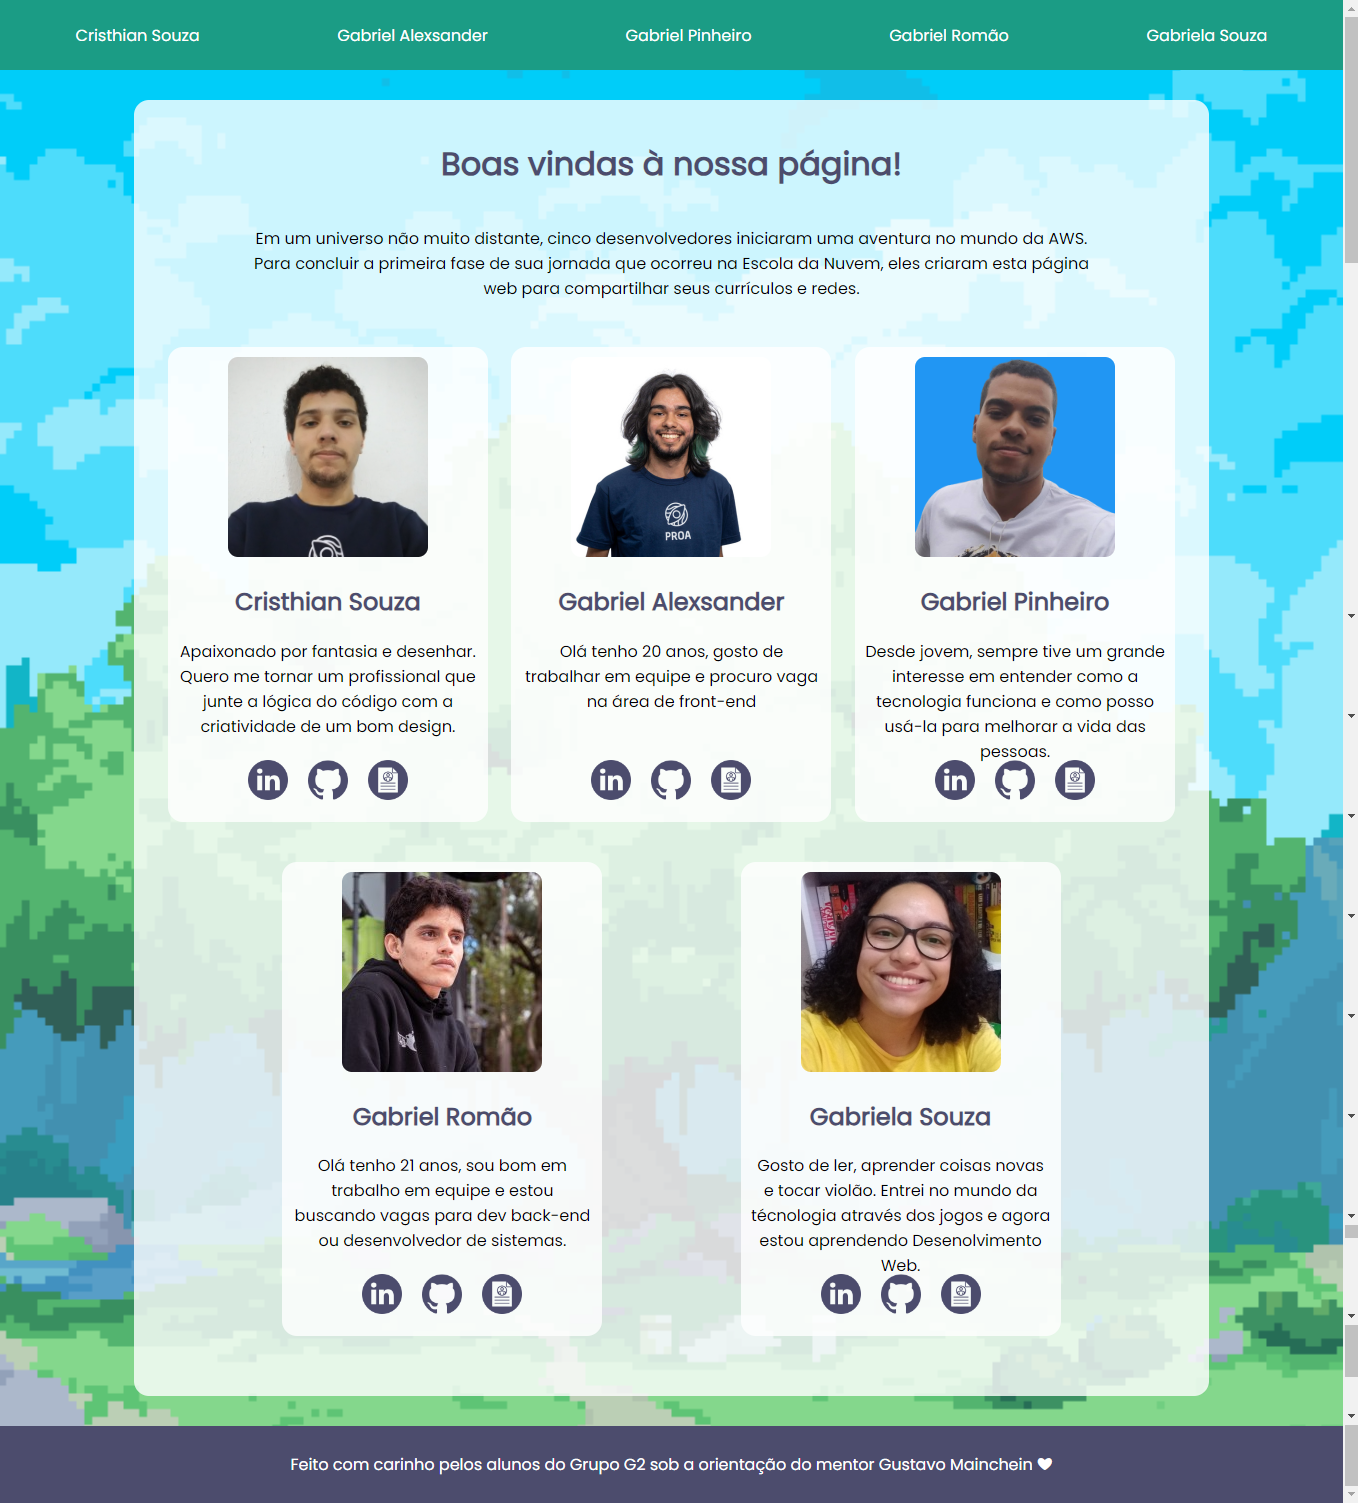 Cristhian Souza Gabriel Alexsander Gabriel Pinheiro Gabriel Romão Gabriela Souza
Boas vindas à nossa página!
Em um universo não muito distante, cinco desenvolvedores iniciaram uma aventura no mundo da AWS.
Para concluir a primeira fase de sua jornada que ocorreu na Escola da Nuvem, eles criaram esta página
web para compartilhar seus currículos e redes.
Cristhian Souza
Apaixonado por fantasia e desenhar.
Quero me tornar um profissional que
junte a lógica do código com a
criatividade de um bom design.
in
PROA
Gabriel Alexsander
Olá tenho 20 anos, gosto de
trabalhar em equipe e procuro vaga
na área de front-end
in
Gabriel Pinheiro
Desde jovem, sempre tive um grande
interesse em entender como a
tecnologia funciona e como posso
usá-la para melhorar a vida das
pessoas.
in
Gabriel Romão
Olá tenho 21 anos, sou bom em
trabalho em equipe e estou
buscando vagas para dev back-end
ou desenvolvedor de sistemas.
in
Gabriela Souza
Gosto de ler, aprender coisas novas
e tocar violão. Entrei no mundo da
técnologia através dos jogos e agora
estou aprendendo Desenolvimento
Web.
in
Feito com carinho pelos alunos do Grupo G2 sob a orientação do mentor Gustavo Mainchein ♥